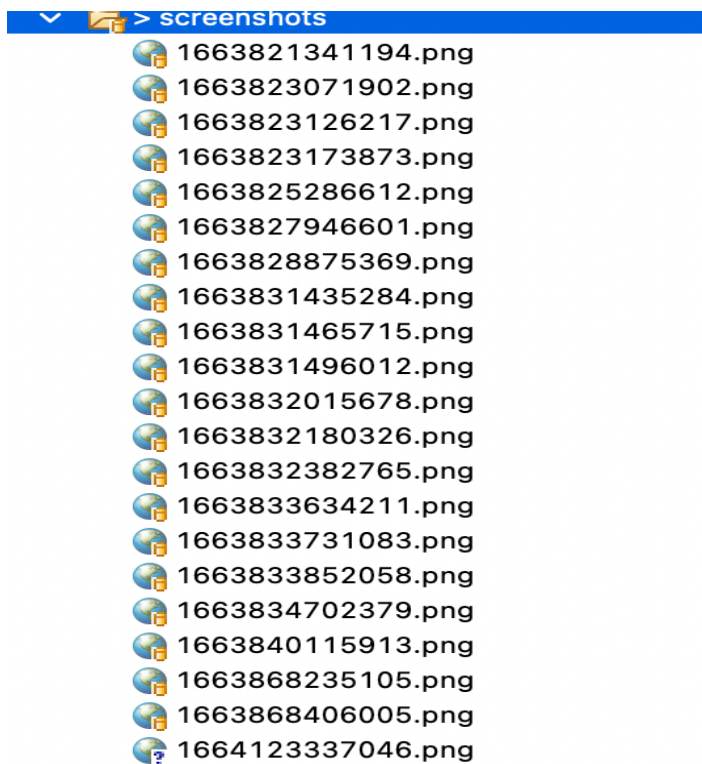 > screenshots
1663821341194.png
1663823071902.png
1663823126217.png
1663823173873.png
1663825286612.png
1663827946601.png
1663828875369.png
1663831435284.png
1663831465715.png
1663831496012.png
1663832015678.png
1663832180326.png
1663832382765.png
1663833634211.png
1663833731083.png
1663833852058.png
1663834702379.png
1663840115913.png
1663868235105.png
1663868406005.png
1664123337046.png